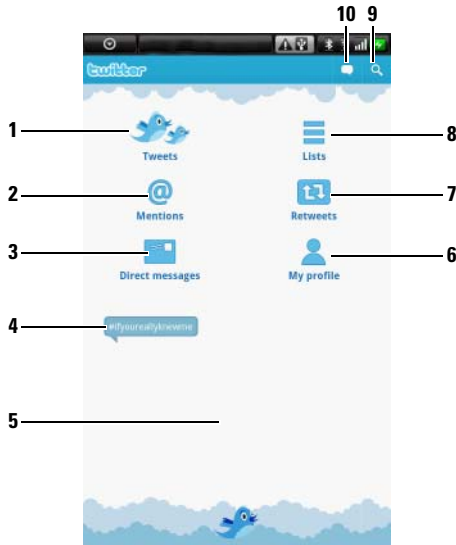 10 9
twitter
1 Tweets Lists 8
2 Mentions Retweets 7
@
3 Direct messages My profile 6
4 #ifyoureallyknewme
5